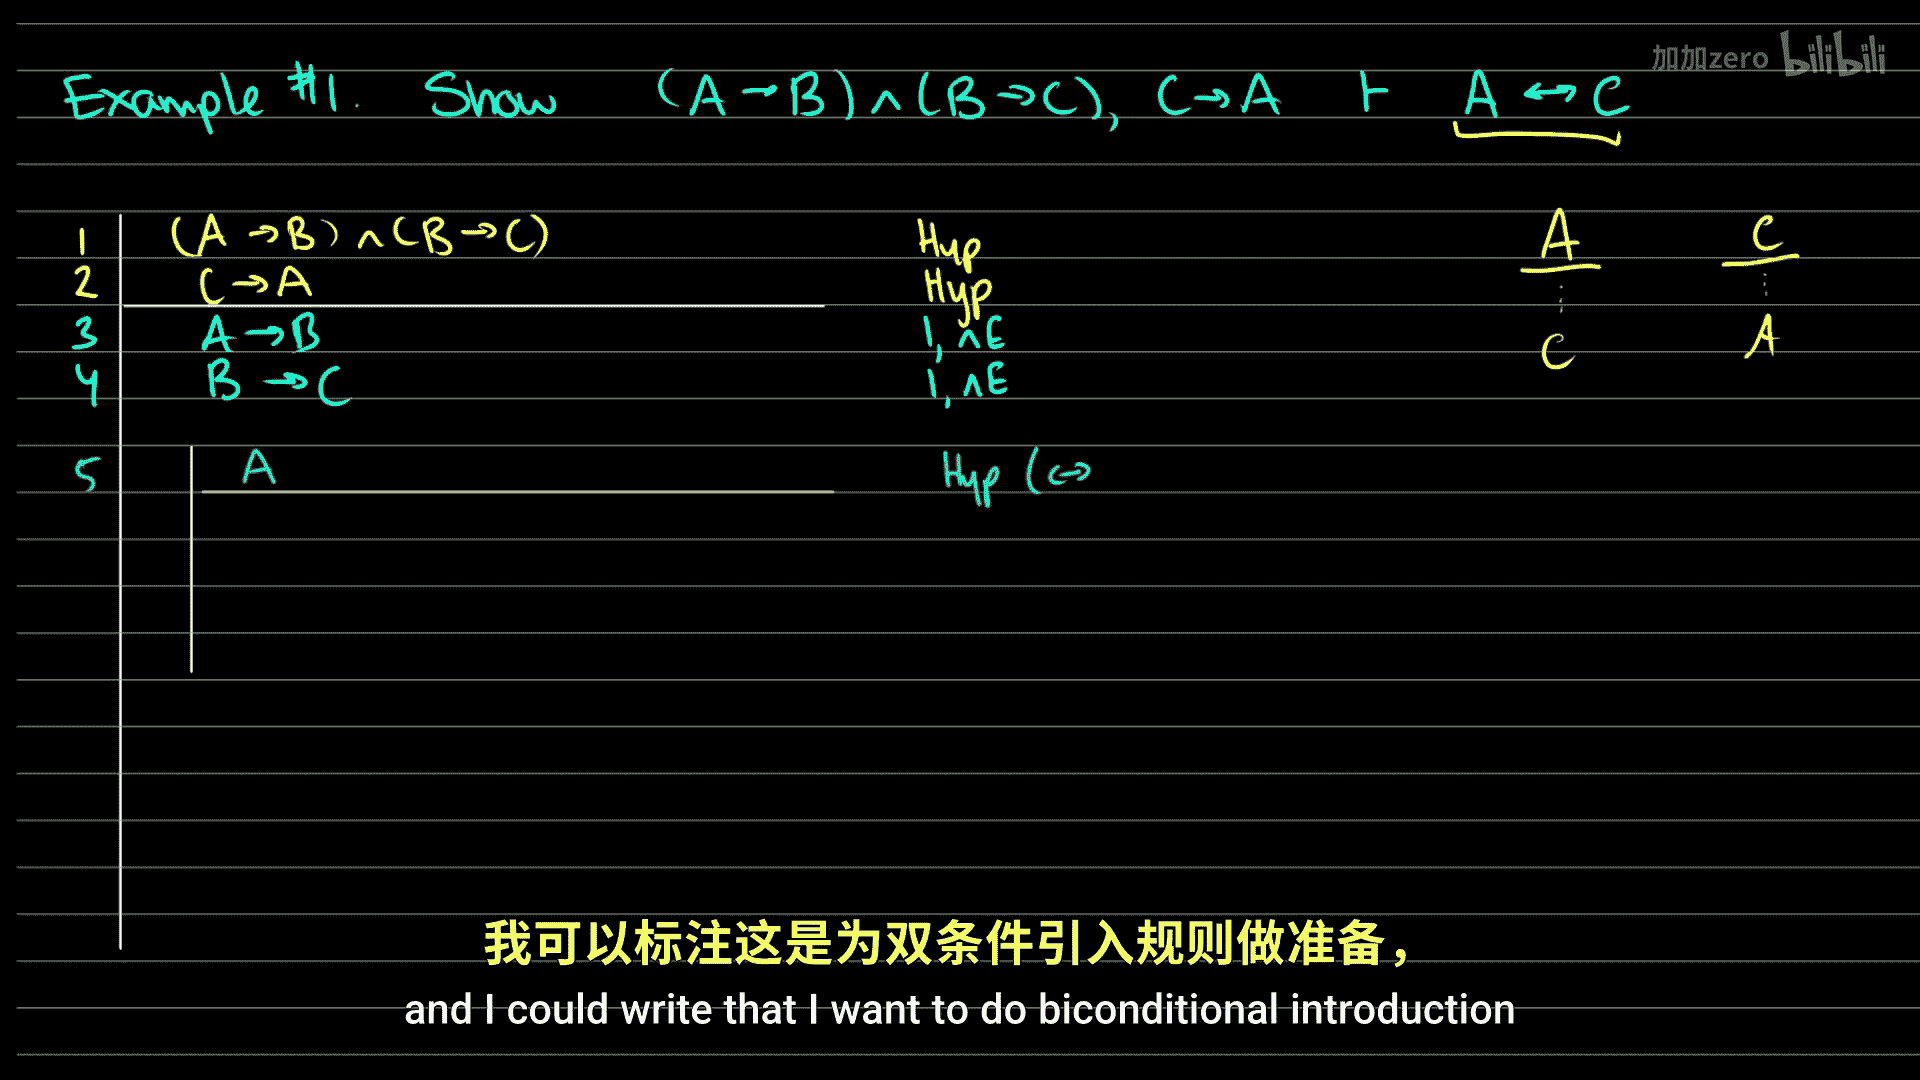 加加zero bilibili
Example #1. Show (A→B)∧(B→C), C→A ⊢ A↔C
1 (A→B)∧(B→C) Hyp
2 C→A Hyp
3 A→B 1, ∧E
4 B→C 1, ∧E
A C
⋮ ⋮
C A
5 A Hyp (↔
我可以标注这是为双条件引入规则做准备，
and I could write that I want to do biconditional introduction